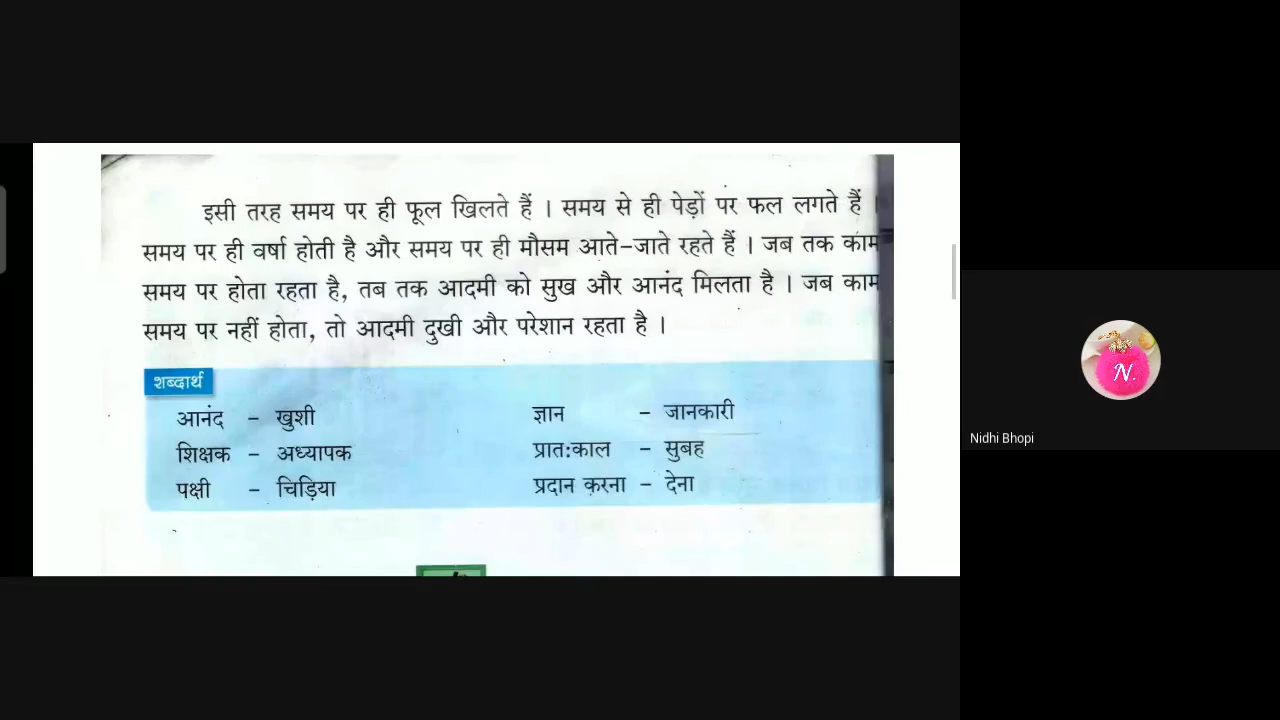 इसी तरह समय पर ही फूल खिलते हैं । समय से ही पेड़ों पर फल लगते हैं ।
समय पर ही वर्षा होती है और समय पर ही मौसम आते-जाते रहते हैं । जब तक काम
समय पर होता रहता है, तब तक आदमी को सुख और आनंद मिलता है । जब काम
समय पर नहीं होता, तो आदमी दुखी और परेशान रहता है ।
शब्दार्थ
आनंद - खुशी ज्ञान - जानकारी
शिक्षक - अध्यापक प्रातःकाल - सुबह
पक्षी - चिड़िया प्रदान करना - देना
N.
Nidhi Bhopi